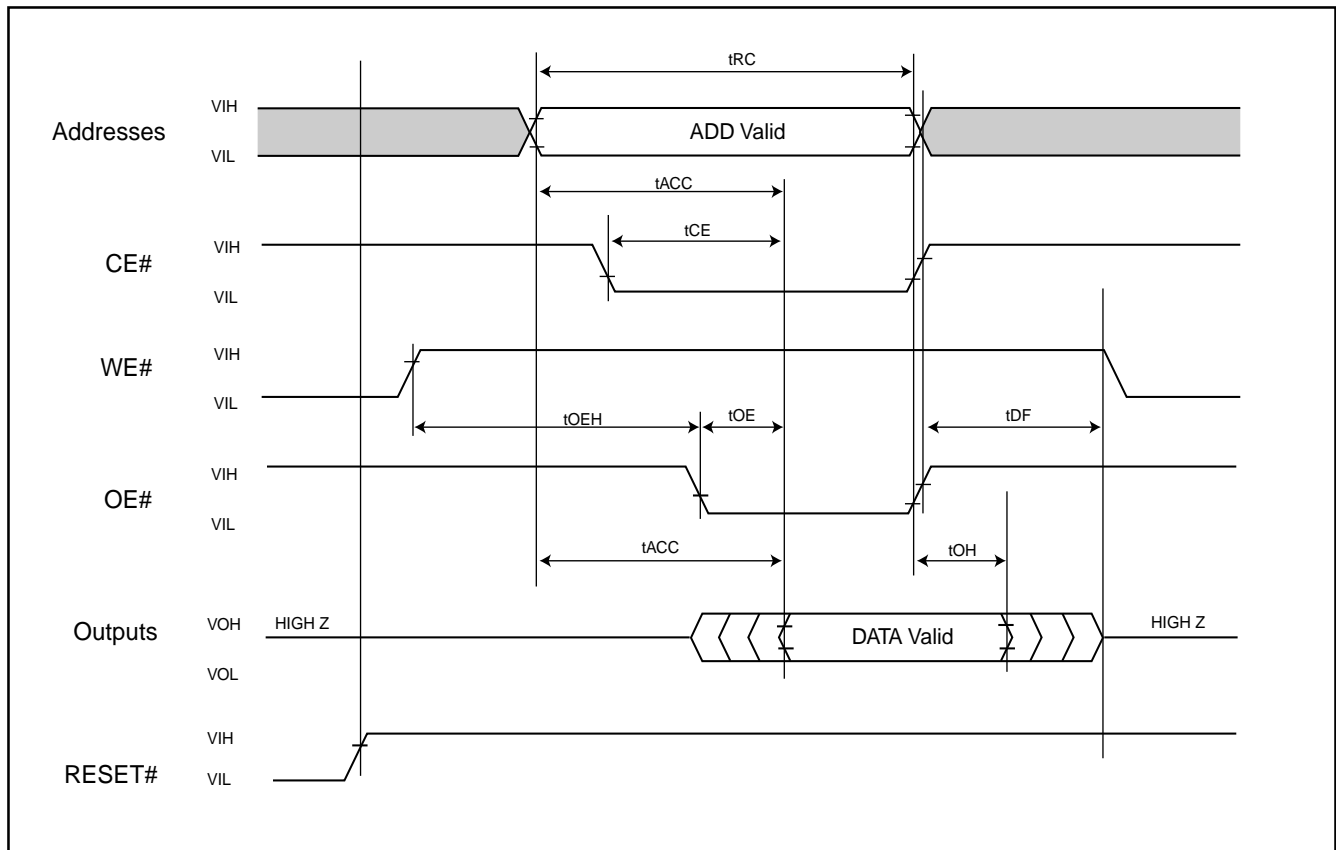 tRC
VIH
Addresses
ADD Valid
VIL
tACC
VIH
tCE
CE#
VIL
VIH
WE#
VIL
tOEH
tOE
tDF
VIH
OE#
VIL
tACC
tOH
VOH
HIGH Z
HIGH Z
Outputs
DATA Valid
VOL
VIH
RESET#
VIL